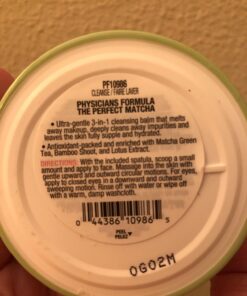 PF10986
CLEANSE / FAIRE LAVER
PHYSICIANS FORMULA
THE PERFECT MATCHA
• Ultra-gentle 3-in-1 cleansing balm that melts
away makeup, deeply cleans away impurities and
leaves the skin fully supple and hydrated.
• Antioxidant-packed and enriched with Matcha Green
Tea, Bamboo Shoot, and Lotus Extract.
DIRECTIONS: With the included spatula, scoop a small
amount and apply to face. Massage into the skin with
gentle upward and outward circular motions. For eyes,
apply to closed eyes in a downward and outward
sweeping motion. Rinse off with water or wipe off
with a warm, damp washcloth.
0 44386 10986 5
PEEL
PELEZ
0G02M